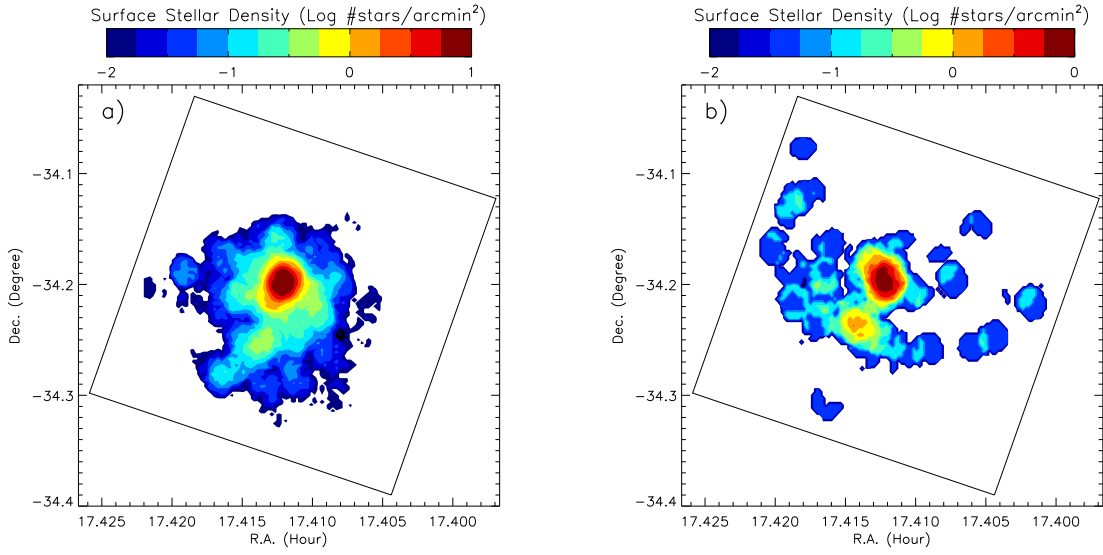 Surface Stellar Density (Log #stars/arcmin²)
−2 −1 0 1
a)
−34.1
−34.2
−34.3
−34.4
Dec. (Degree)
17.425 17.420 17.415 17.410 17.405 17.400
R.A. (Hour)
Surface Stellar Density (Log #stars/arcmin²)
−2 −1 0 0
b)
−34.1
−34.2
−34.3
−34.4
Dec. (Degree)
17.425 17.420 17.415 17.410 17.405 17.400
R.A. (Hour)